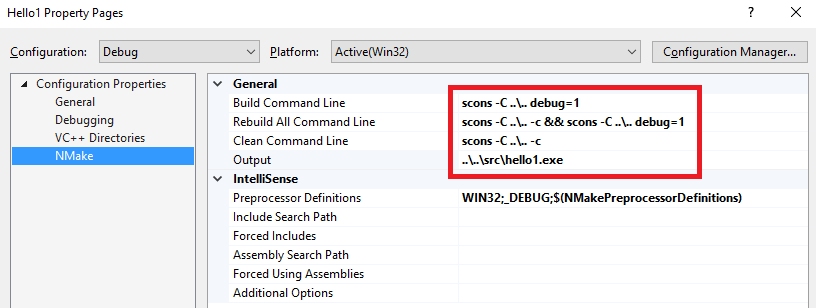 Hello1 Property Pages ? ×
Configuration: Debug Platform: Active(Win32) Configuration Manager...
Configuration Properties
General
Debugging
VC++ Directories
NMake
General
Build Command Line scons -C ..\.. debug=1
Rebuild All Command Line scons -C ..\.. -c && scons -C ..\.. debug=1
Clean Command Line scons -C ..\.. -c
Output ..\..\src\hello1.exe
IntelliSense
Preprocessor Definitions WIN32;_DEBUG;$(NMakePreprocessorDefinitions)
Include Search Path
Forced Includes
Assembly Search Path
Forced Using Assemblies
Additional Options